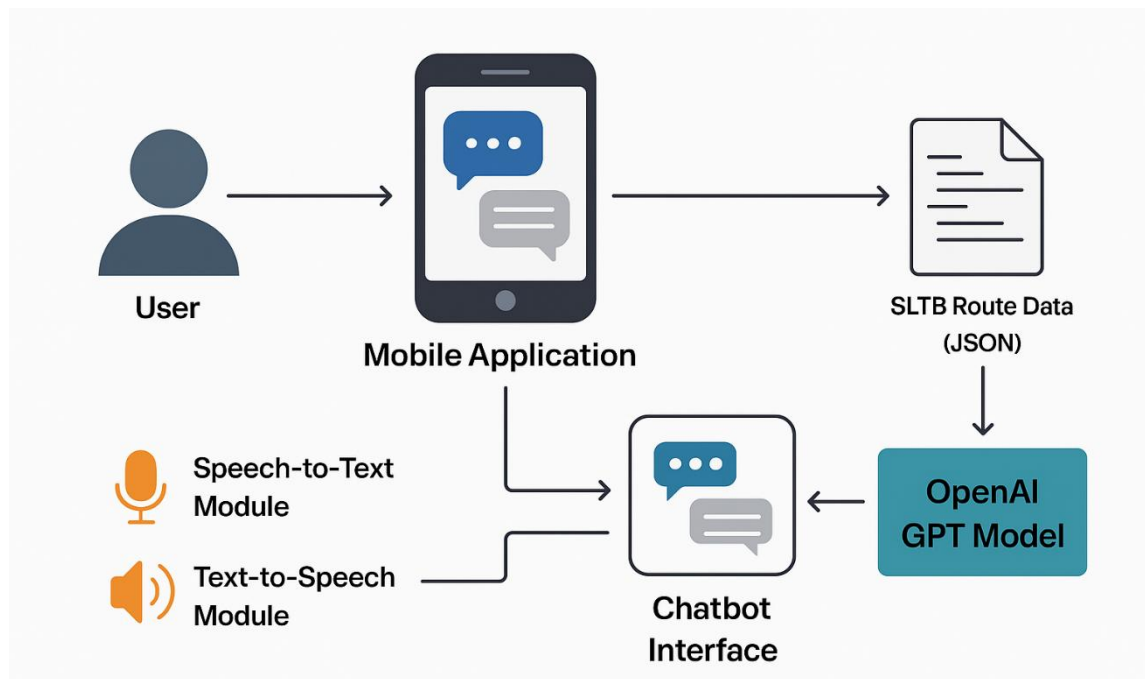 User
Mobile Application
SLTB Route Data
(JSON)
Speech-to-Text
Module
Text-to-Speech
Module
OpenAI
GPT Model
Chatbot
Interface